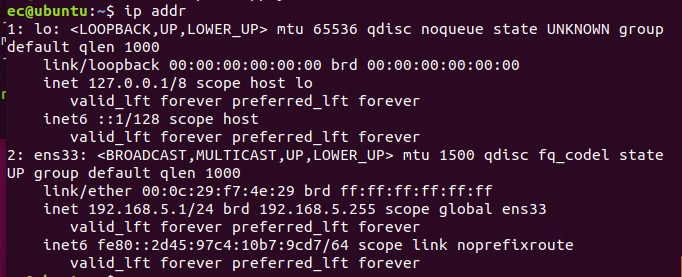 ec@ubuntu:~$ ip addr
1: lo: <LOOPBACK,UP,LOWER_UP> mtu 65536 qdisc noqueue state UNKNOWN group
default qlen 1000
    link/loopback 00:00:00:00:00:00 brd 00:00:00:00:00:00
    inet 127.0.0.1/8 scope host lo
       valid_lft forever preferred_lft forever
    inet6 ::1/128 scope host
       valid_lft forever preferred_lft forever
2: ens33: <BROADCAST,MULTICAST,UP,LOWER_UP> mtu 1500 qdisc fq_codel state
UP group default qlen 1000
    link/ether 00:0c:29:f7:4e:29 brd ff:ff:ff:ff:ff:ff
    inet 192.168.5.1/24 brd 192.168.5.255 scope global ens33
       valid_lft forever preferred_lft forever
    inet6 fe80::2d45:97c4:10b7:9cd7/64 scope link noprefixroute
       valid_lft forever preferred_lft forever